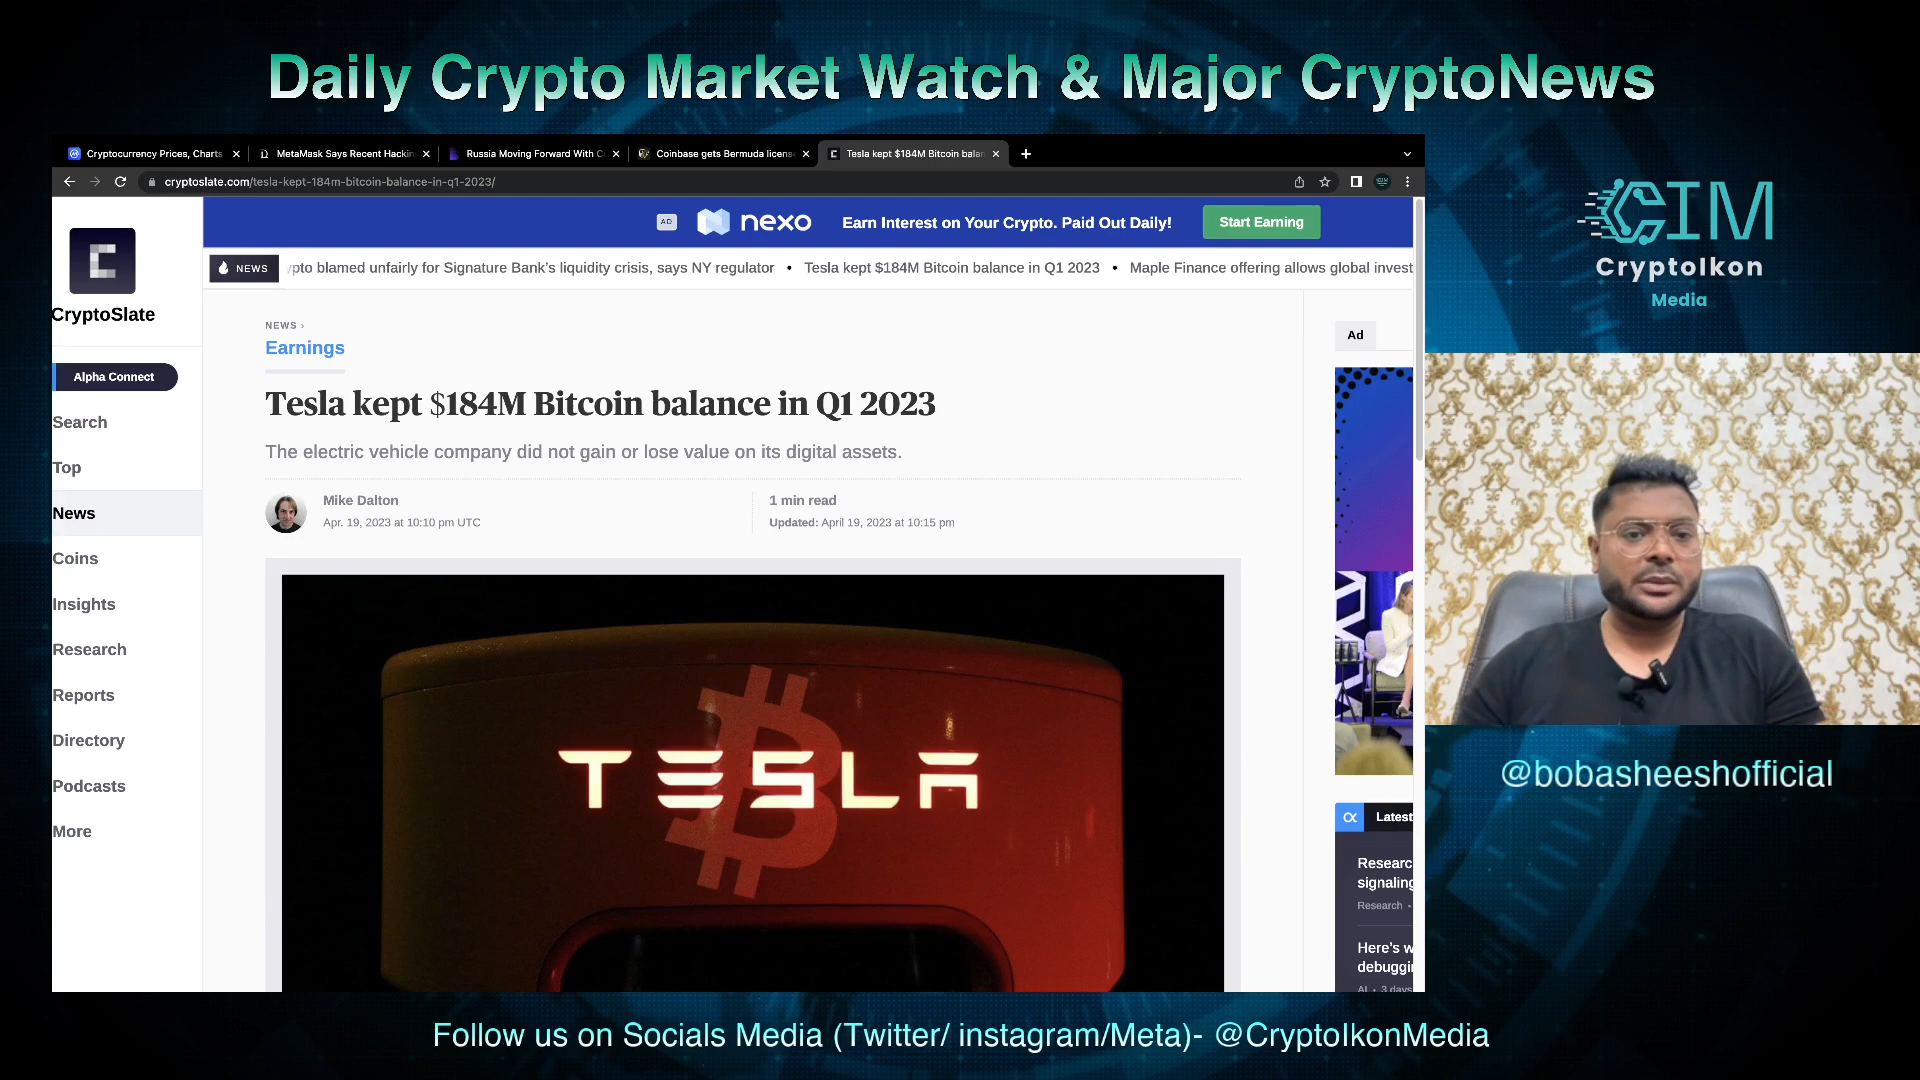 Daily Crypto Market Watch & Major CryptoNews
Cryptocurrency Prices, Charts
MetaMask Says Recent Hackin
Russia Moving Forward With C
Coinbase gets Bermuda license
Tesla kept $184M Bitcoin balan
cryptoslate.com/tesla-kept-184m-bitcoin-balance-in-q1-2023/
AD
nexo
Earn Interest on Your Crypto. Paid Out Daily!
Start Earning
CryptoSlate
NEWS
ypto blamed unfairly for Signature Bank's liquidity crisis, says NY regulator • Tesla kept $184M Bitcoin balance in Q1 2023 • Maple Finance offering allows global invest
Alpha Connect
Search
Top
News
Coins
Insights
Research
Reports
Directory
Podcasts
More
NEWS ›
Earnings
Tesla kept $184M Bitcoin balance in Q1 2023
The electric vehicle company did not gain or lose value on its digital assets.
Mike Dalton
Apr. 19, 2023 at 10:10 pm UTC
1 min read
Updated: April 19, 2023 at 10:15 pm
TESLA
Ad
α Latest
Researc
signaling
Research •
Here's w
debuggi
AI • 3 days
CIM
CryptoIkon
Media
@bobasheeshofficial
Follow us on Socials Media (Twitter/ instagram/Meta)- @CryptoIkonMedia